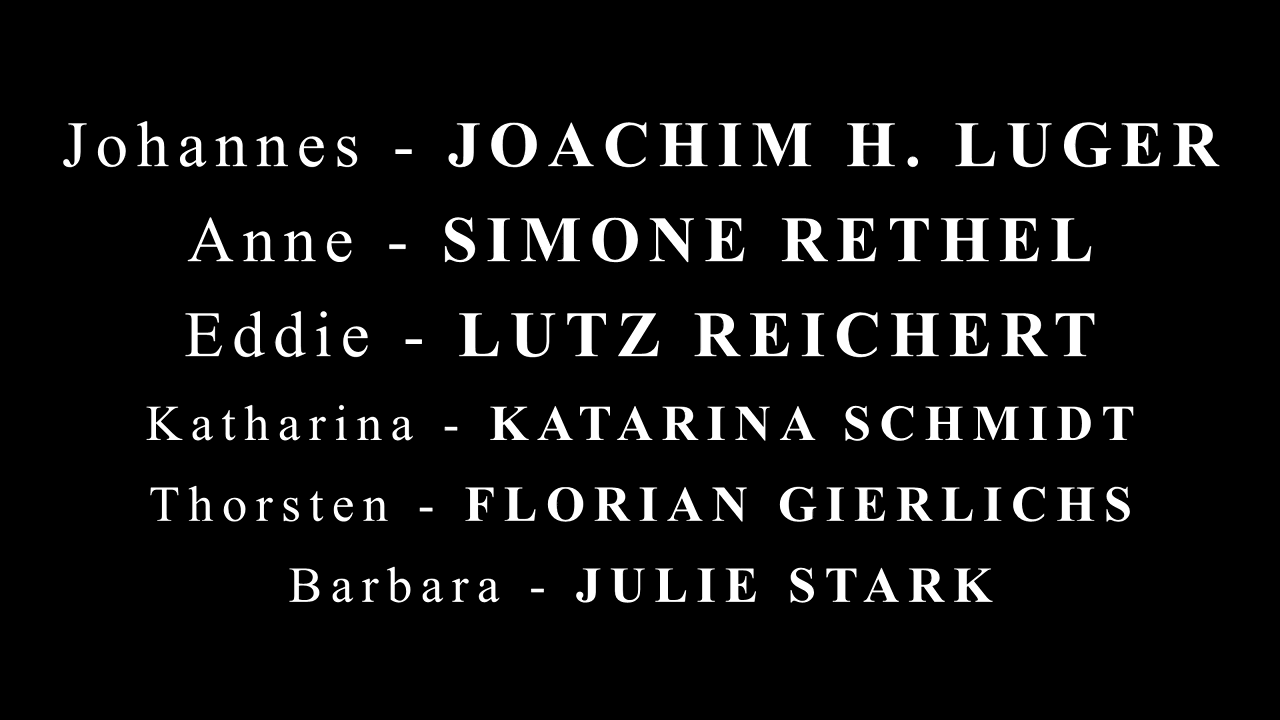 Johannes - JOACHIM H. LUGER
Anne - SIMONE RETHEL
Eddie - LUTZ REICHERT
Katharina - KATARINA SCHMIDT
Thorsten - FLORIAN GIERLICHS
Barbara - JULIE STARK